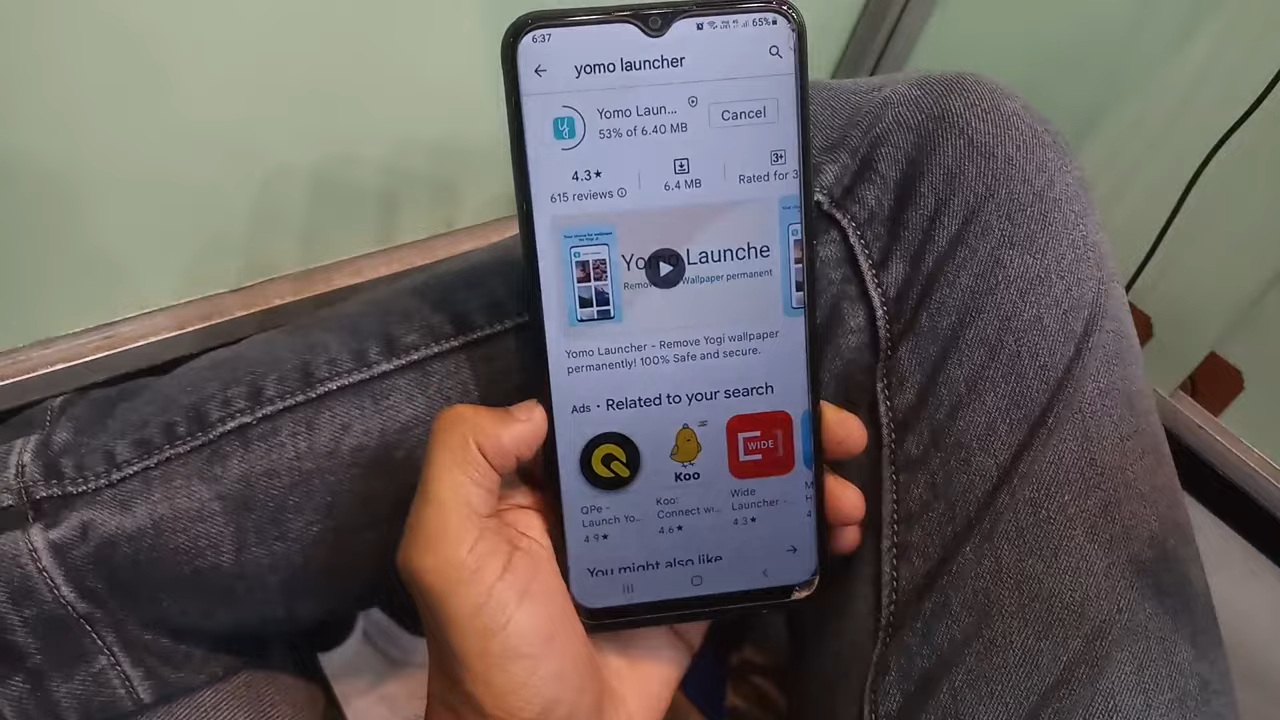 6:37
65%
yomo launcher
Yomo Laun...
53% of 6.40 MB
Cancel
4.3★
615 reviews
6.4 MB
3+
Rated for 3
Yomo Launche
Wallpaper permanent
Yomo Launcher - Remove Yogi wallpaper
permanently! 100% Safe and secure.
Ads • Related to your search
WIDE
Koo
QPe -
Launch Yo...
4.9★
Koo:
Connect wi...
4.6★
Wide
Launcher -...
4.3★
You might also like